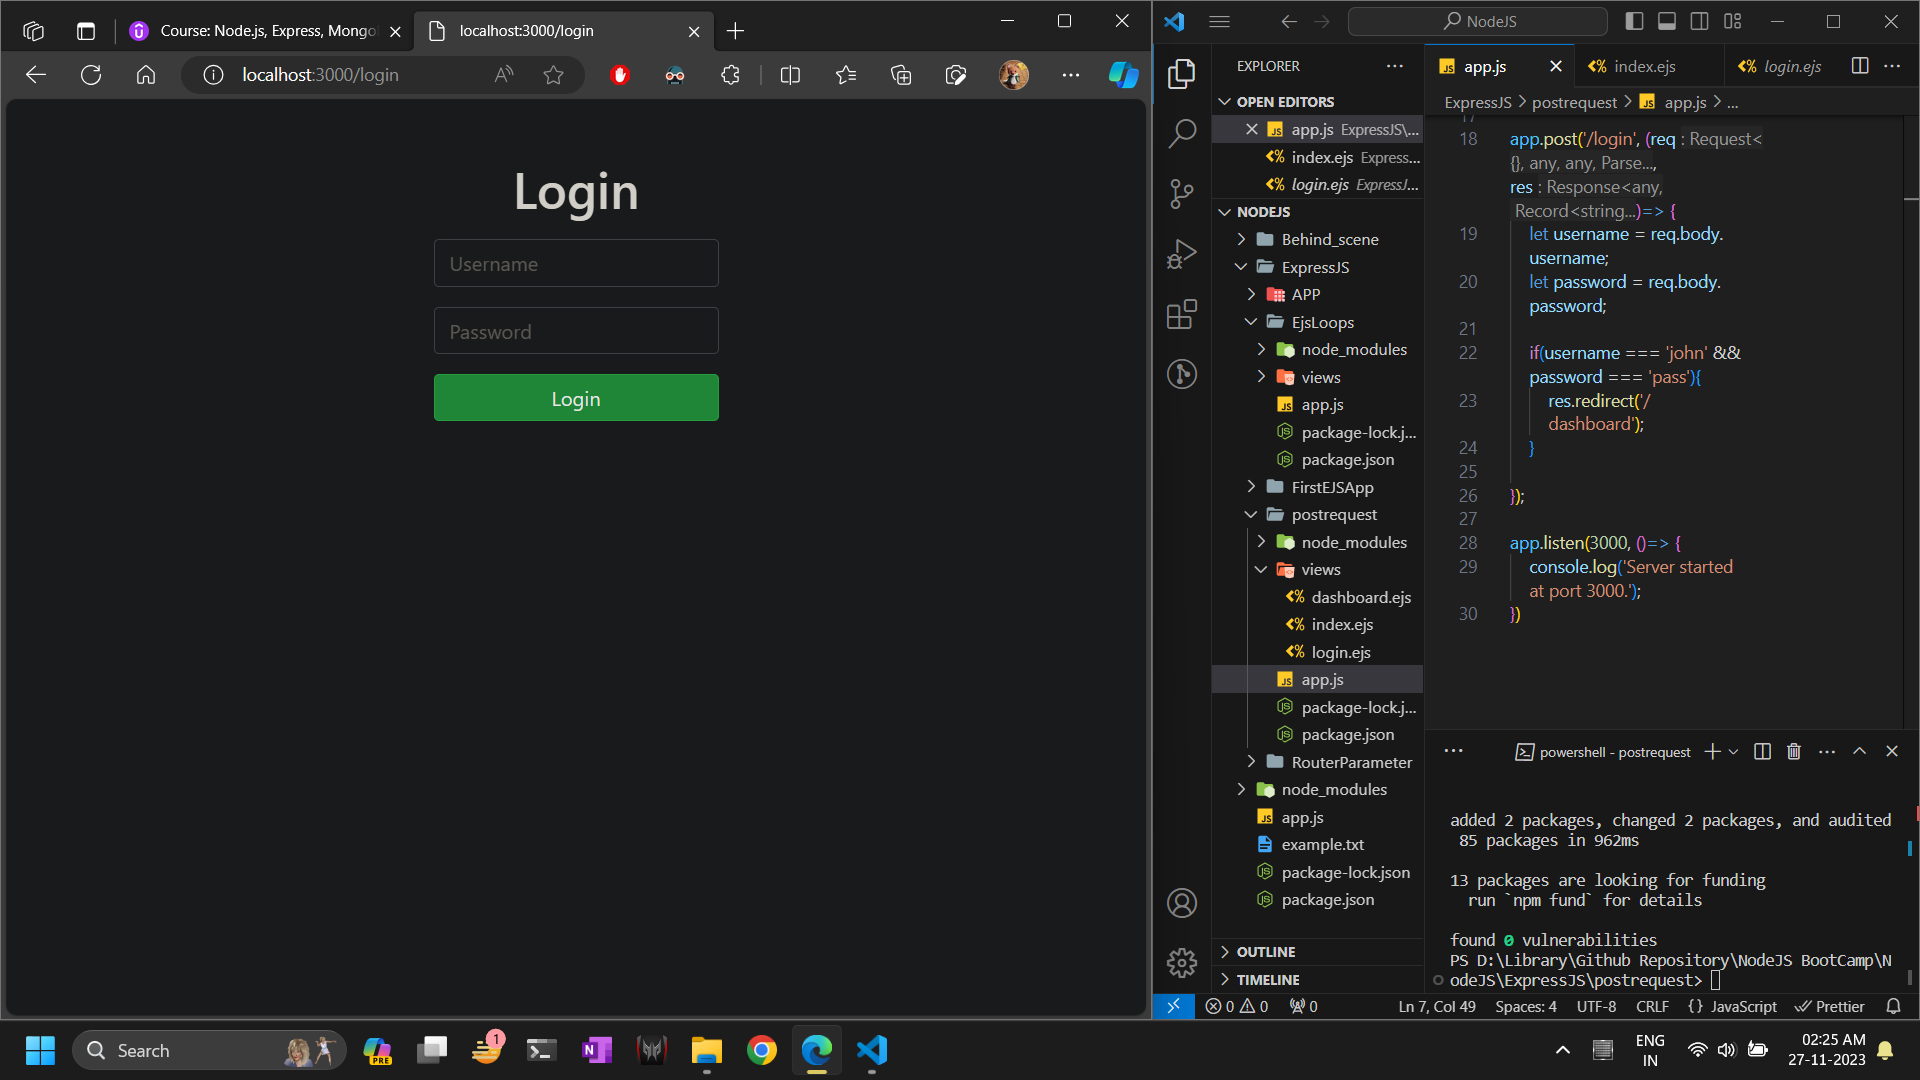 Course: Node.js, Express, Mongo
localhost:3000/login
localhost:3000/login
Login
Username
Password
Login
NodeJS
EXPLORER
OPEN EDITORS
app.js ExpressJS\...
index.ejs Express...
login.ejs ExpressJ...
NODEJS
Behind_scene
ExpressJS
APP
EjsLoops
node_modules
views
app.js
package-lock.j...
package.json
FirstEJSApp
postrequest
node_modules
views
dashboard.ejs
index.ejs
login.ejs
app.js
package-lock.j...
package.json
RouterParameter
node_modules
app.js
example.txt
package-lock.json
package.json
OUTLINE
TIMELINE
app.js index.ejs login.ejs
ExpressJS > postrequest > JS app.js > ...
17
18 app.post('/login', (req : Request<
{}, any, any, Parse...,
res : Response<any,
Record<string...)=> {
19 let username = req.body.
username;
20 let password = req.body.
password;
21
22 if(username === 'john' &&
password === 'pass'){
23 res.redirect('/
dashboard');
24 }
25
26 });
27
28 app.listen(3000, ()=> {
29 console.log('Server started
at port 3000.');
30 })
powershell - postrequest
added 2 packages, changed 2 packages, and audited
85 packages in 962ms
13 packages are looking for funding
run `npm fund` for details
found 0 vulnerabilities
PS D:\Library\Github Repository\NodeJS BootCamp\N
odeJS\ExpressJS\postrequest>
0 0 0 Ln 7, Col 49 Spaces: 4 UTF-8 CRLF {} JavaScript Prettier
Search
PRE
1
ENG
IN
02:25 AM
27-11-2023